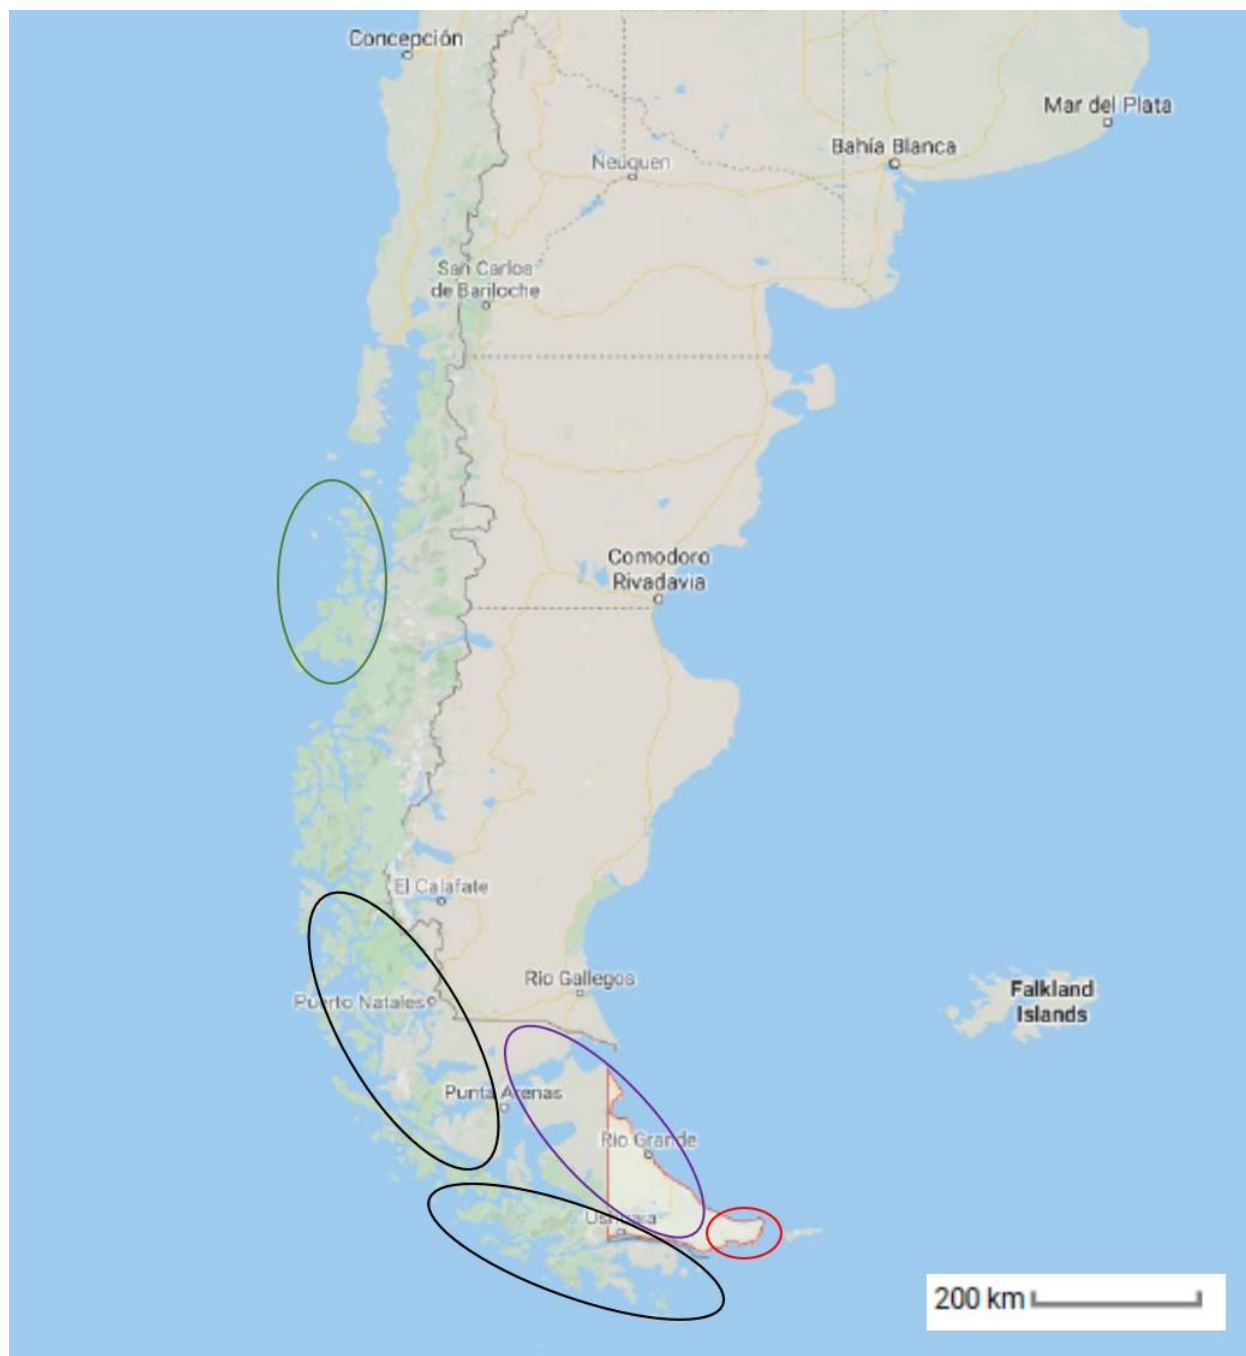 Concepción
Mar del Plata
Bahía Blanca
Neuquen
San Carlos
de Bariloche
Comodoro
Rivadavia
El Calafate
Rio Gallegos
Falkland
Islands
Puerto Natales
Punta Arenas
Rio Grande
Ushuaia
200 km